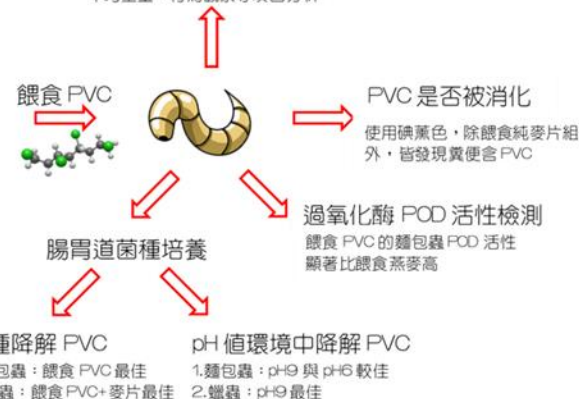 餵食 PVC
PVC 是否被消化
使用碘薰色，除餵食純麥片組
外，皆發現糞便含 PVC
過氧化酶 POD 活性檢測
餵食 PVC 的麵包蟲 POD 活性
顯著比餵食燕麥高
腸胃道菌種培養
種降解 PVC
包蟲：餵食 PVC 最佳
蟲：餵食 PVC+ 麥片最佳
pH 值環境中降解 PVC
1.麵包蟲：pH9 與 pH6 較佳
2.蠟蟲：pH9 最佳